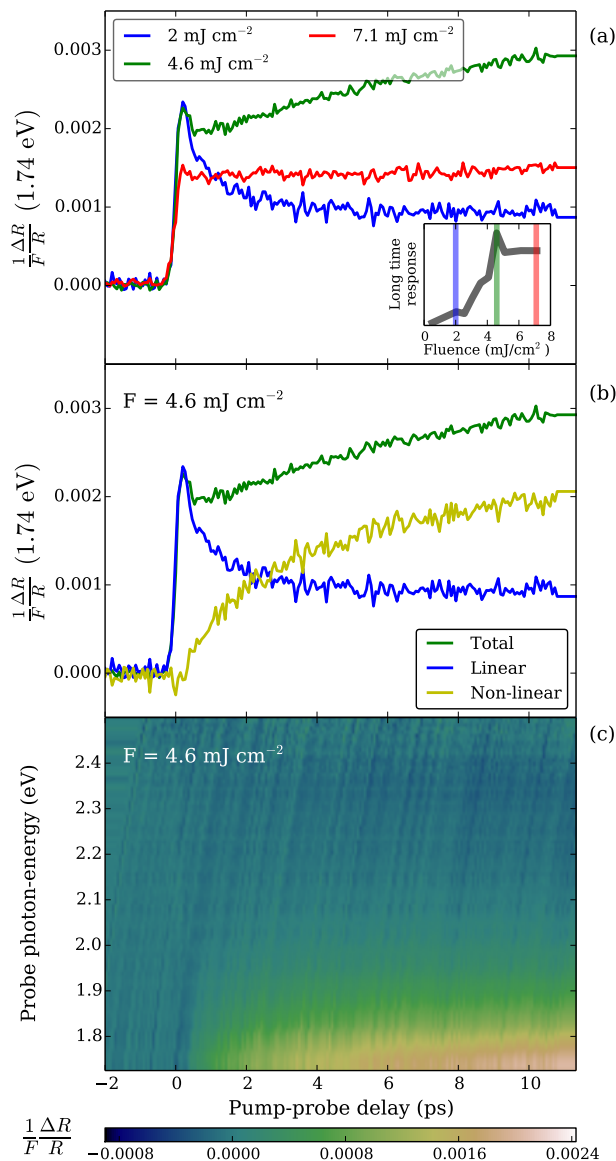 (a)
2 mJ cm⁻² 7.1 mJ cm⁻²
4.6 mJ cm⁻²
0.003
0.002
0.001
0.000
1/F ΔR/R (1.74 eV)
Long time
response
0 2 4 6 8
Fluence (mJ/cm² )
(b)
F = 4.6 mJ cm⁻²
0.003
0.002
0.001
0.000
1/F ΔR/R (1.74 eV)
Total
Linear
Non-linear
(c)
F = 4.6 mJ cm⁻²
2.4
2.3
2.2
2.1
2.0
1.9
1.8
Probe photon-energy (eV)
−2 0 2 4 6 8 10
Pump-probe delay (ps)
1/F ΔR/R
−0.0008 0.0000 0.0008 0.0016 0.0024